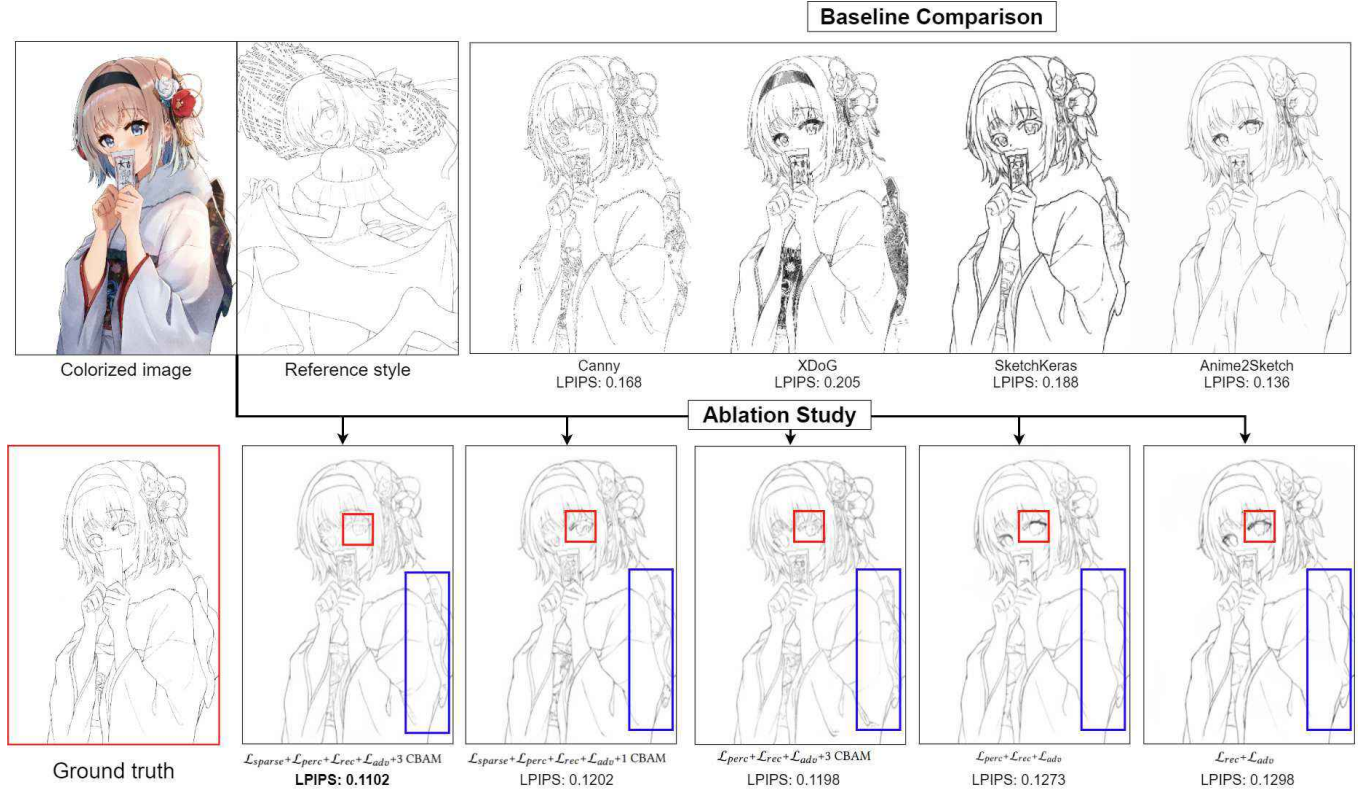 Baseline Comparison
Colorized image
Reference style
Canny
LPIPS: 0.168
XDoG
LPIPS: 0.205
SketchKeras
LPIPS: 0.188
Anime2Sketch
LPIPS: 0.136
Ablation Study
Ground truth
ℒsparse+ℒperc+ℒrec+ℒadv+3 CBAM
LPIPS: 0.1102
ℒsparse+ℒperc+ℒrec+ℒadv+1 CBAM
LPIPS: 0.1202
ℒperc+ℒrec+ℒadv+3 CBAM
LPIPS: 0.1198
ℒperc+ℒrec+ℒadv
LPIPS: 0.1273
ℒrec+ℒadv
LPIPS: 0.1298